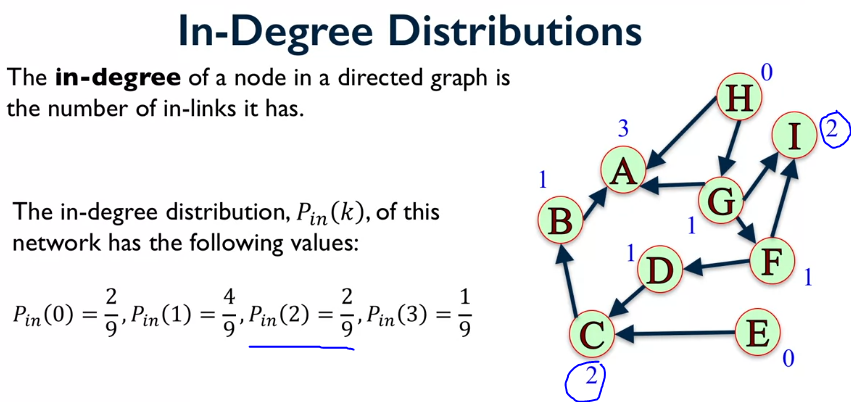 In-Degree Distributions
The in-degree of a node in a directed graph is
the number of in-links it has.
The in-degree distribution, P_in(k), of this
network has the following values:
P_in(0) = 2/9, P_in(1) = 4/9, P_in(2) = 2/9, P_in(3) = 1/9
H 0
I 2
A 3
B 1
G 1
D 1
F 1
C 2
E 0